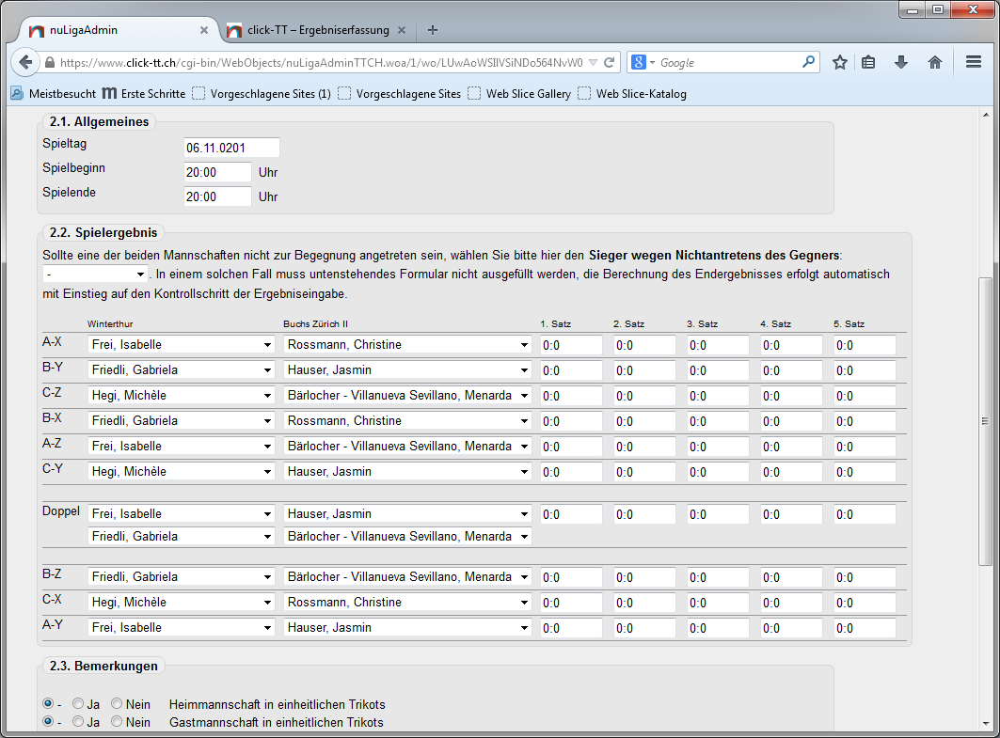 nuLigaAdmin × click-TT – Ergebniserfassung × +
https://www.click-tt.ch/cgi-bin/WebObjects/nuLigaAdminTTCH.woa/1/wo/LUwAoWSIIVSiNDo564NvW0 Google
Meistbesucht Erste Schritte Vorgeschlagene Sites (1) Vorgeschlagene Sites Web Slice Gallery Web Slice-Katalog
2.1. Allgemeines
Spieltag 06.11.0201
Spielbeginn 20:00 Uhr
Spielende 20:00 Uhr
2.2. Spielergebnis
Sollte eine der beiden Mannschaften nicht zur Begegnung angetreten sein, wählen Sie bitte hier den Sieger wegen Nichtantretens des Gegners:
- . In einem solchen Fall muss untenstehendes Formular nicht ausgefüllt werden, die Berechnung des Endergebnisses erfolgt automatisch
mit Einstieg auf den Kontrollschritt der Ergebniseingabe.
Winterthur Buchs Zürich II 1. Satz 2. Satz 3. Satz 4. Satz 5. Satz
A-X Frei, Isabelle Rossmann, Christine 0:0 0:0 0:0 0:0 0:0
B-Y Friedli, Gabriela Hauser, Jasmin 0:0 0:0 0:0 0:0 0:0
C-Z Hegi, Michèle Bärlocher - Villanueva Sevillano, Menarda 0:0 0:0 0:0 0:0 0:0
B-X Friedli, Gabriela Rossmann, Christine 0:0 0:0 0:0 0:0 0:0
A-Z Frei, Isabelle Bärlocher - Villanueva Sevillano, Menarda 0:0 0:0 0:0 0:0 0:0
C-Y Hegi, Michèle Hauser, Jasmin 0:0 0:0 0:0 0:0 0:0
Doppel Frei, Isabelle Hauser, Jasmin 0:0 0:0 0:0 0:0 0:0
Friedli, Gabriela Bärlocher - Villanueva Sevillano, Menarda
B-Z Friedli, Gabriela Bärlocher - Villanueva Sevillano, Menarda 0:0 0:0 0:0 0:0 0:0
C-X Hegi, Michèle Rossmann, Christine 0:0 0:0 0:0 0:0 0:0
A-Y Frei, Isabelle Hauser, Jasmin 0:0 0:0 0:0 0:0 0:0
2.3. Bemerkungen
- Ja Nein Heimmannschaft in einheitlichen Trikots
- Ja Nein Gastmannschaft in einheitlichen Trikots